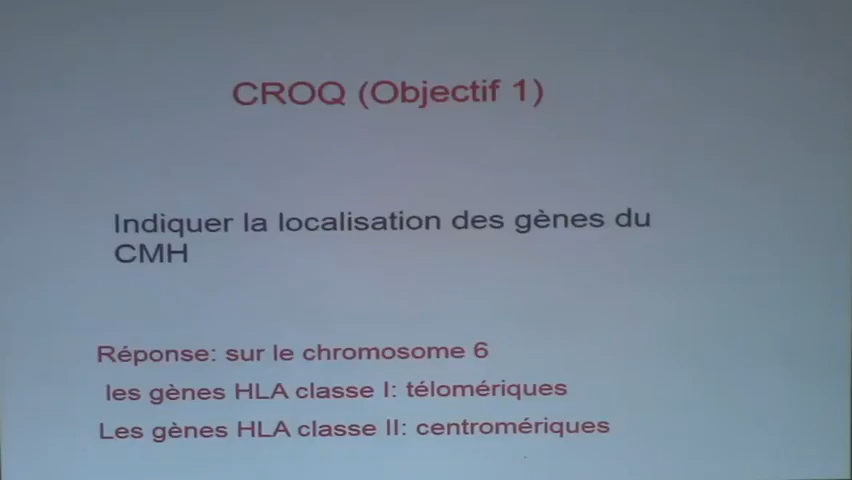 CROQ (Objectif 1)
Indiquer la localisation des gènes du
CMH
Réponse: sur le chromosome 6
les gènes HLA classe I: télomériques
Les gènes HLA classe II: centromériques